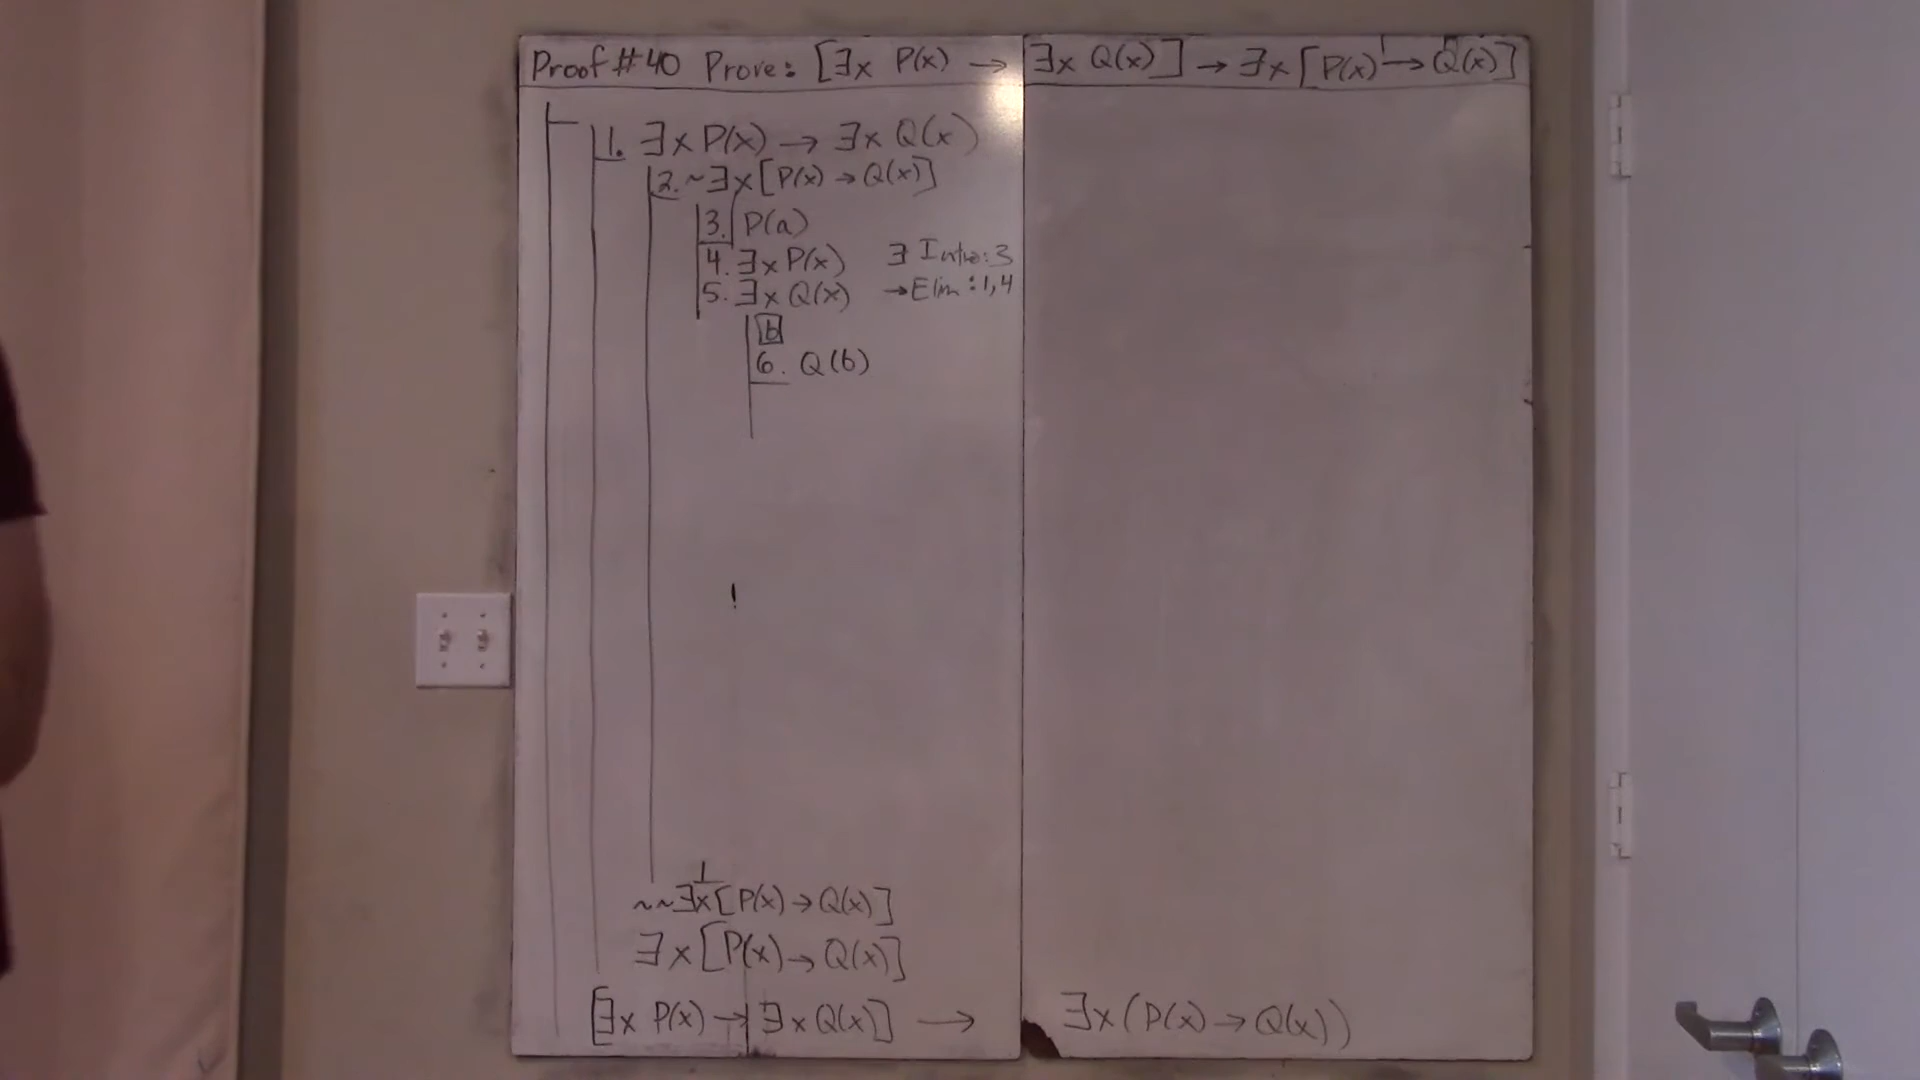 Proof #40 Prove: [∃x P(x) → ∃x Q(x)] → ∃x [P(x) → Q(x)]
1. ∃x P(x) → ∃x Q(x)
2. ~∃x [P(x) → Q(x)]
3. P(a)
4. ∃x P(x) ∃ Intro: 3
5. ∃x Q(x) → Elim: 1,4
b
6. Q(b)
⊥
~~∃x [P(x) → Q(x)]
∃x [P(x) → Q(x)]
[∃x P(x) → ∃x Q(x)] → ∃x (P(x) → Q(x))